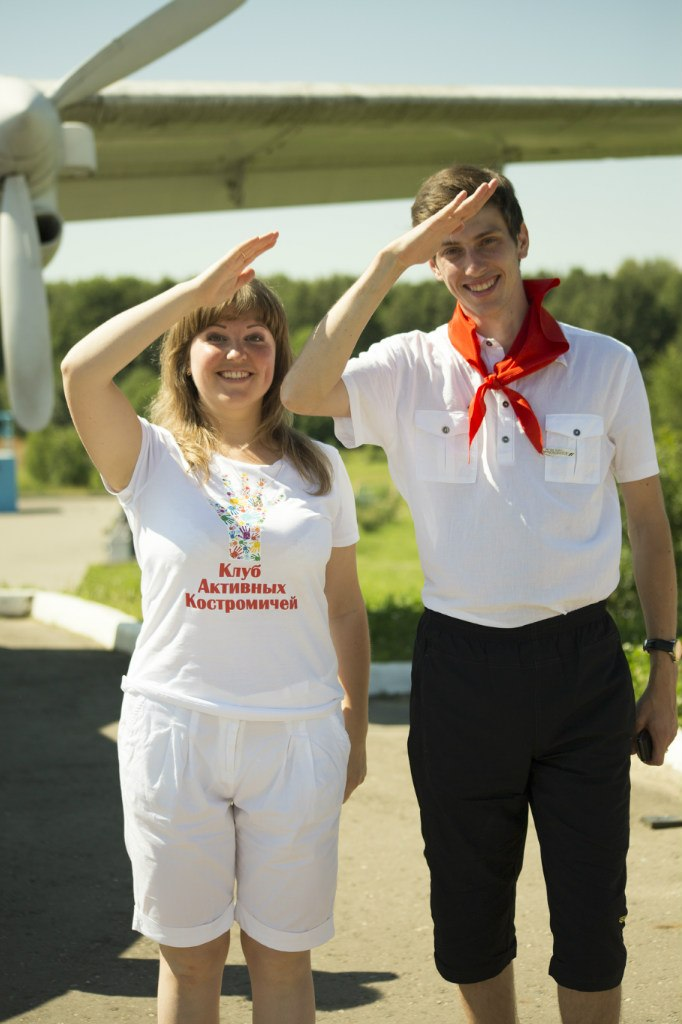 Клуб
Активных
Костромичей